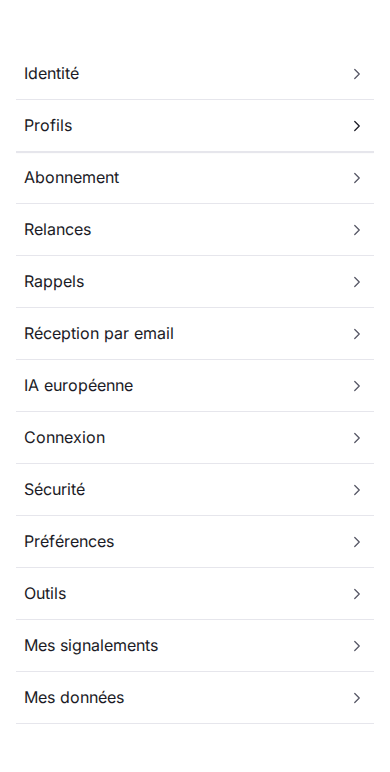 Identité
Profils
Abonnement
Relances
Rappels
Réception par email
IA européenne
Connexion
Sécurité
Préférences
Outils
Mes signalements
Mes données